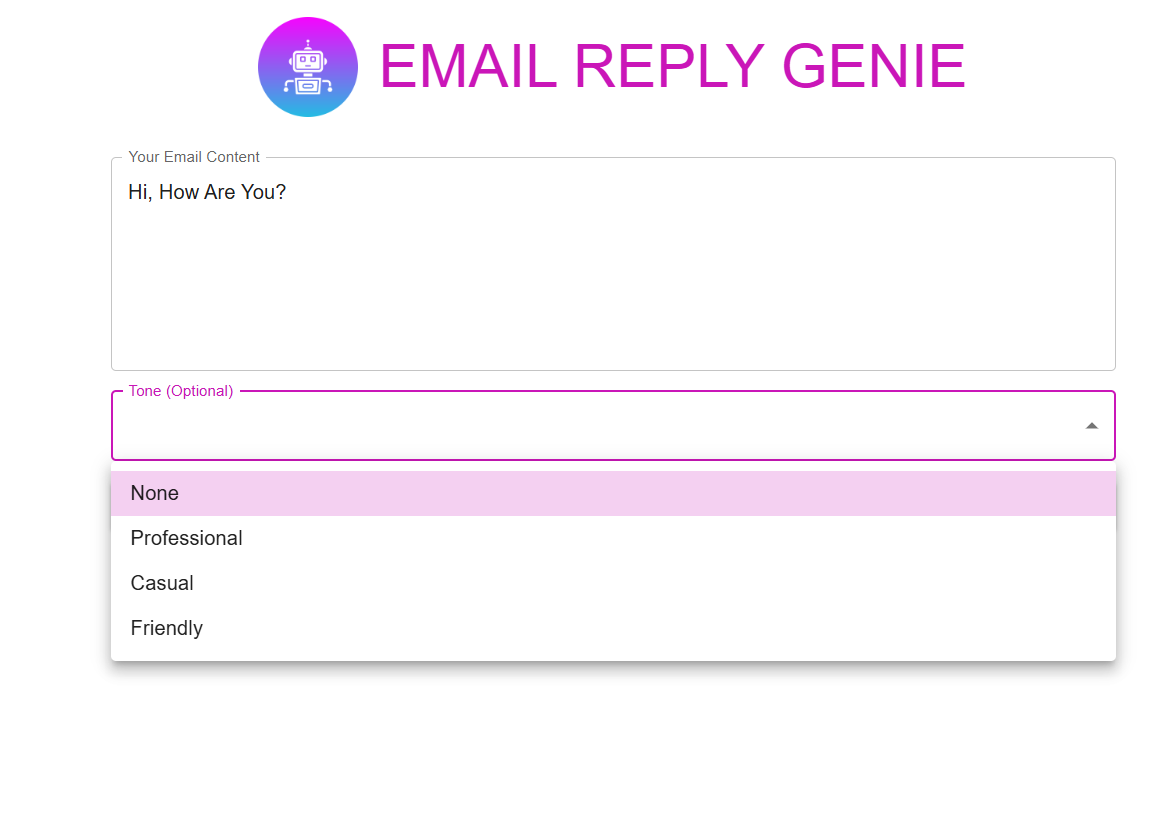 EMAIL REPLY GENIE
Your Email Content
Hi, How Are You?
Tone (Optional)
None
Professional
Casual
Friendly